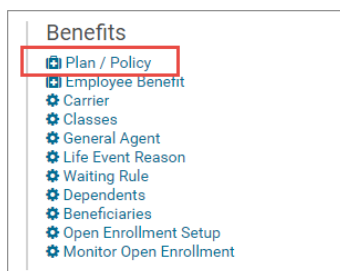 Benefits
Plan / Policy
Employee Benefit
Carrier
Classes
General Agent
Life Event Reason
Waiting Rule
Dependents
Beneficiaries
Open Enrollment Setup
Monitor Open Enrollment